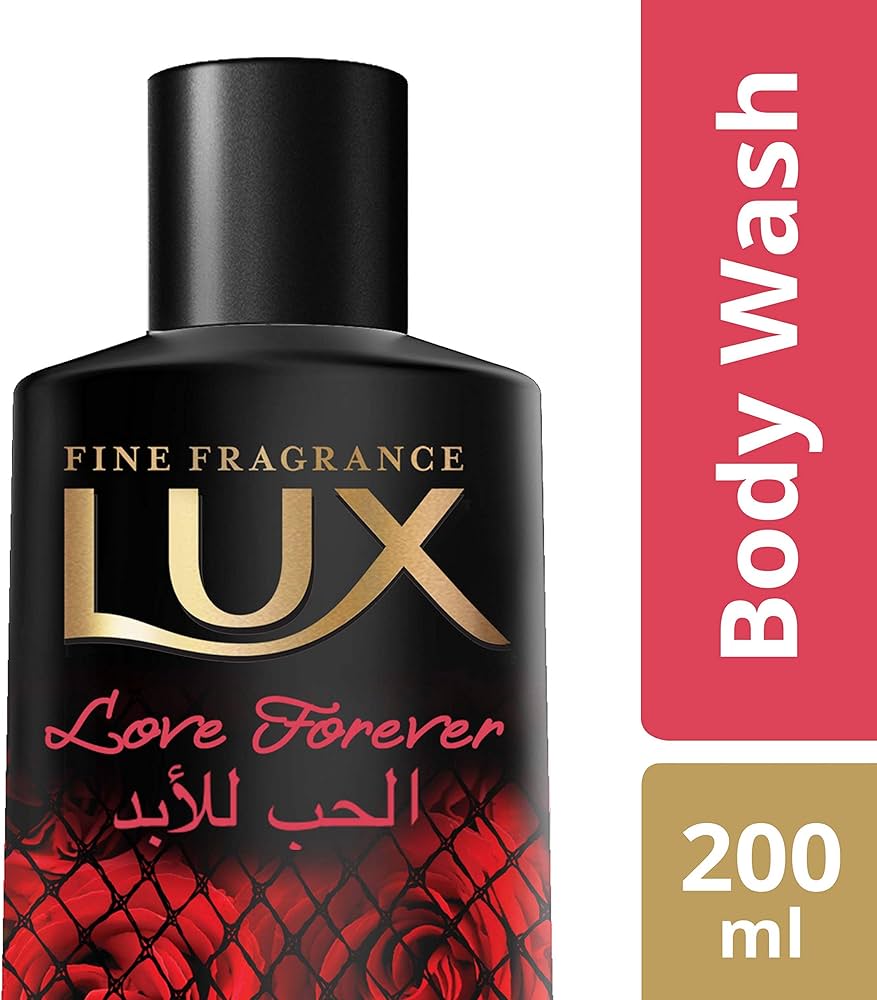 FINE FRAGRANCE
LUX
Love Forever
الحب للأبد
Body Wash
200
ml